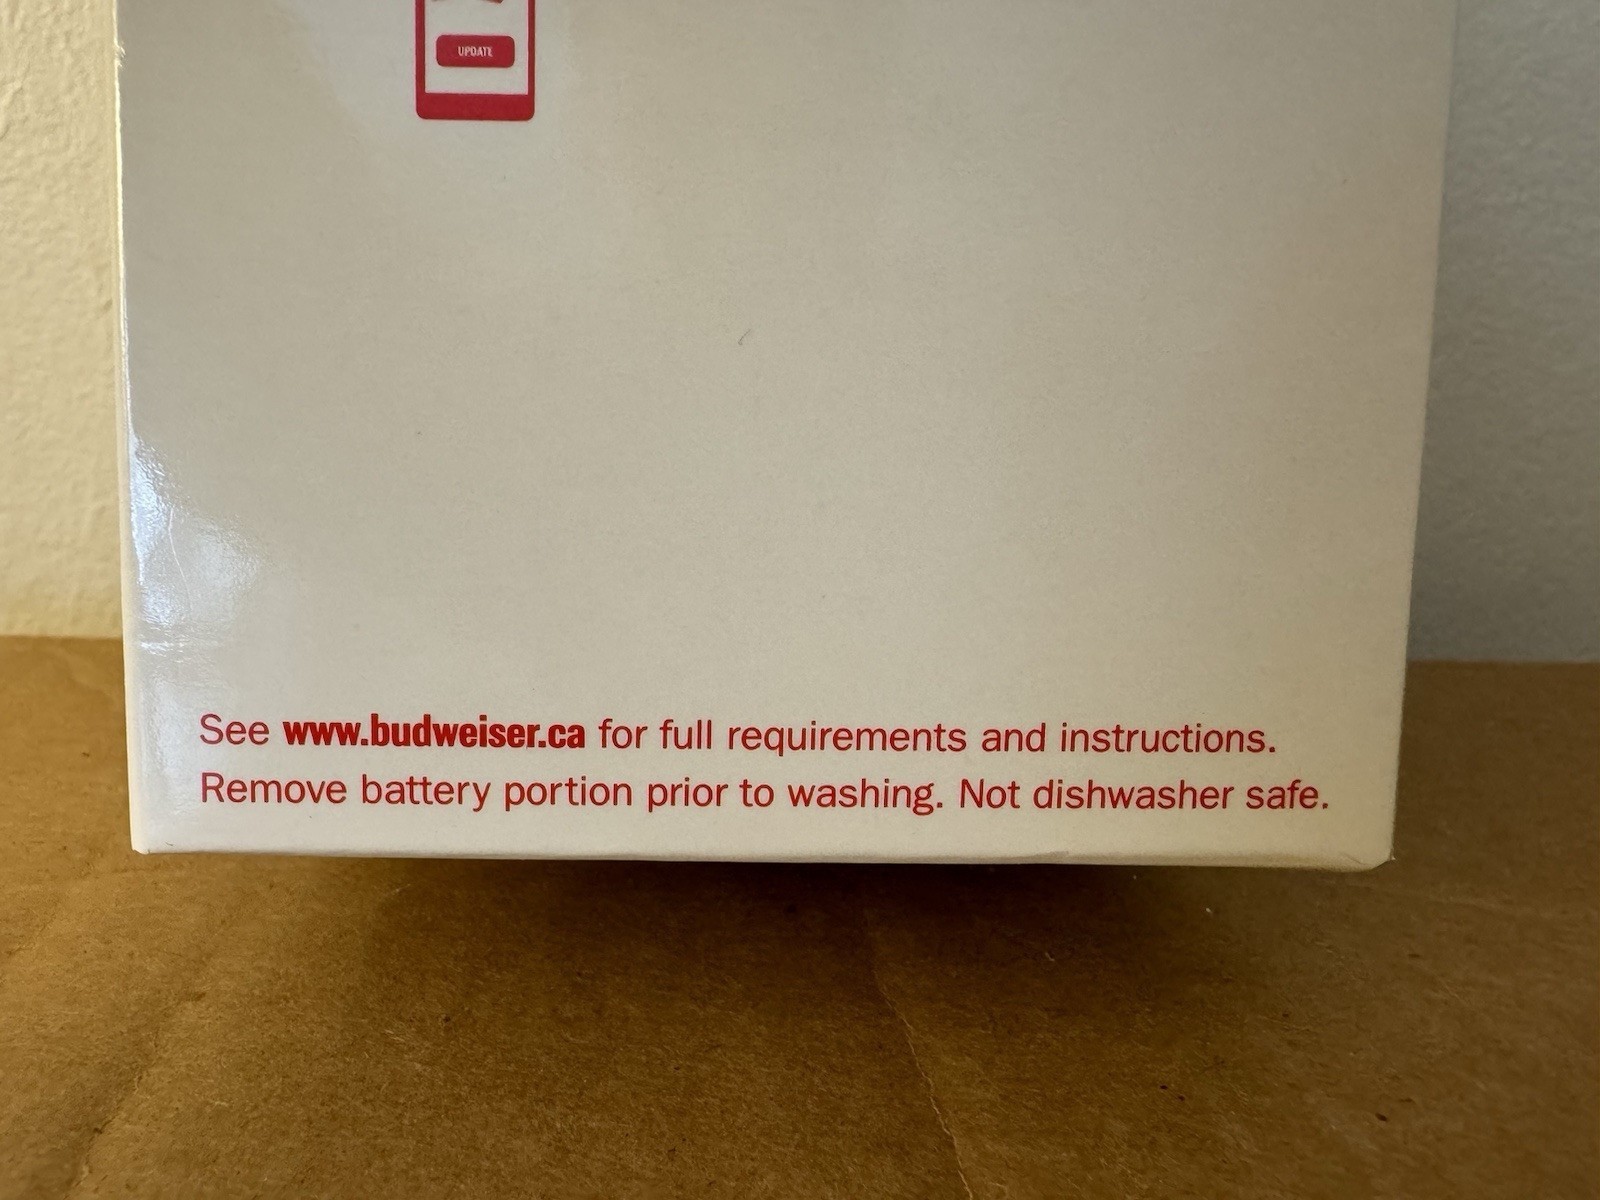 UPDATE
See www.budweiser.ca for full requirements and instructions.
Remove battery portion prior to washing. Not dishwasher safe.